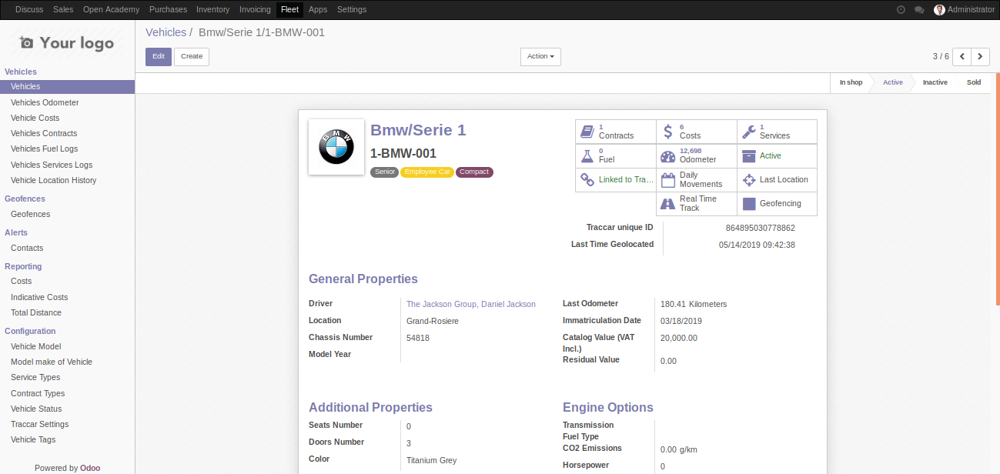 Discuss Sales Open Academy Purchases Inventory Invoicing Fleet Apps Settings Administrator
Your logo
Vehicles
Vehicles
Vehicles Odometer
Vehicle Costs
Vehicles Contracts
Vehicles Fuel Logs
Vehicles Services Logs
Vehicle Location History
Geofences
Geofences
Alerts
Contacts
Reporting
Costs
Indicative Costs
Total Distance
Configuration
Vehicle Model
Model make of Vehicle
Service Types
Contract Types
Vehicle Status
Traccar Settings
Vehicle Tags
Powered by Odoo
Vehicles / Bmw/Serie 1/1-BMW-001
Edit Create Action 3 / 6
In shop Active Inactive Sold
BMW
Bmw/Serie 1
1-BMW-001
Senior Employee Car Compact
1 Contracts
6 Costs
1 Services
0 Fuel
12,698 Odometer
Active
Linked to Tra...
Daily Movements
Last Location
Real Time Track
Geofencing
Traccar unique ID 864895030778862
Last Time Geolocated 05/14/2019 09:42:38
General Properties
Driver The Jackson Group, Daniel Jackson
Location Grand-Rosiere
Chassis Number 54818
Model Year
Last Odometer 180.41 Kilometers
Immatriculation Date 03/18/2019
Catalog Value (VAT Incl.) 20,000.00
Residual Value 0.00
Additional Properties
Seats Number 0
Doors Number 3
Color Titanium Grey
Engine Options
Transmission
Fuel Type
CO2 Emissions 0.00 g/km
Horsepower 0